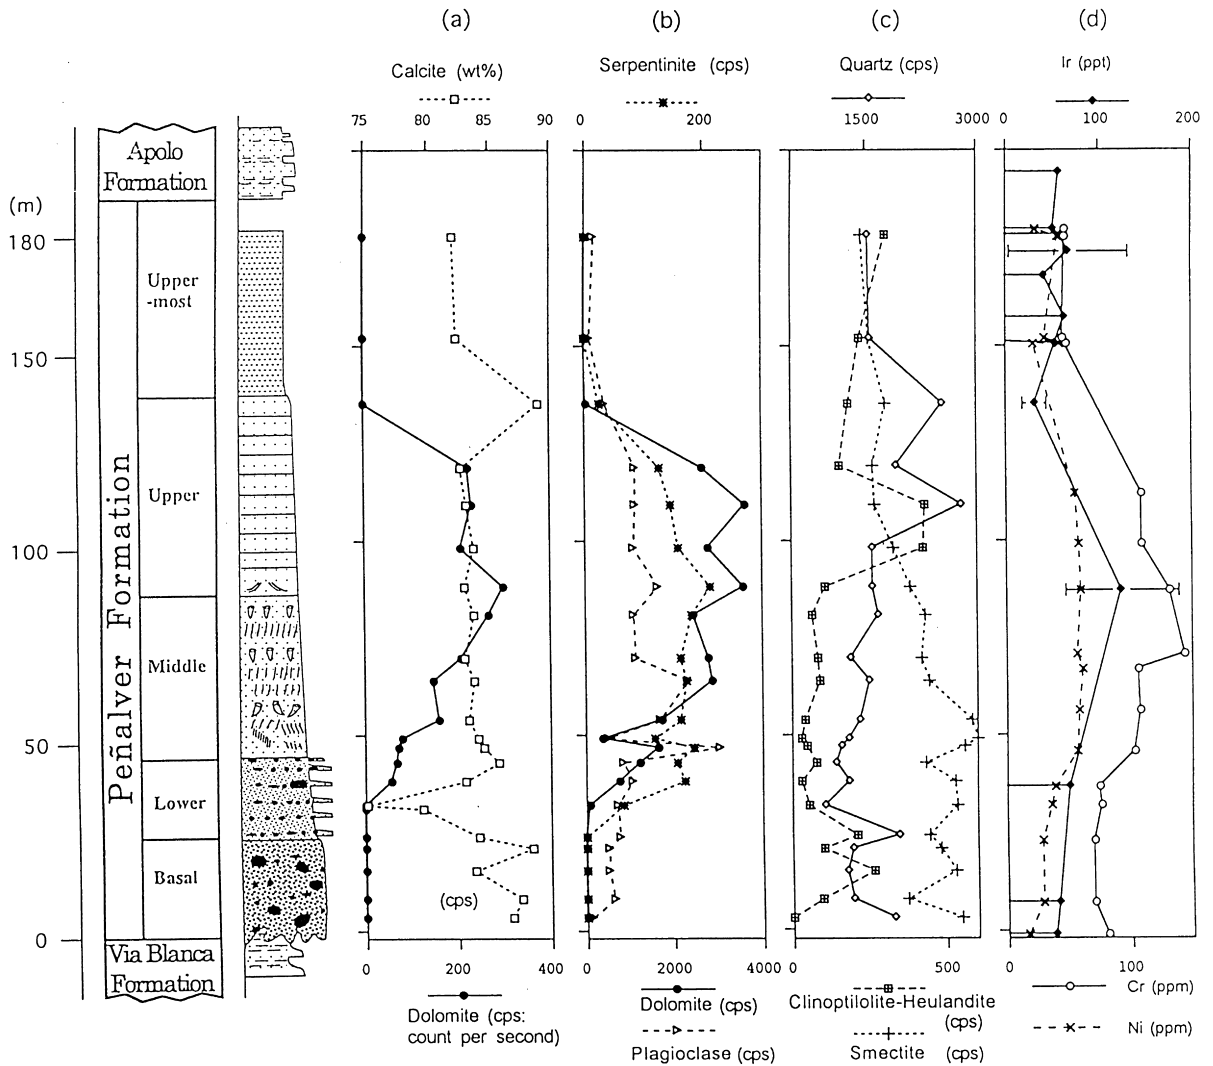 (a)
(b)
(c)
(d)
Calcite (wt%)
Serpentinite (cps)
Quartz (cps)
Ir (ppt)
75 80 85 90
0 200
1500 3000
0 100 200
Apolo
Formation
(m)
180
150
100
50
0
Peñalver Formation
Upper
-most
Upper
Middle
Lower
Basal
Via Blanca
Formation
(cps)
0 200 400
0 2000 4000
0 500
0 100
Dolomite (cps:
count per second)
Dolomite (cps)
Plagioclase (cps)
Clinoptilolite-Heulandite
(cps)
Smectite (cps)
Cr (ppm)
Ni (ppm)